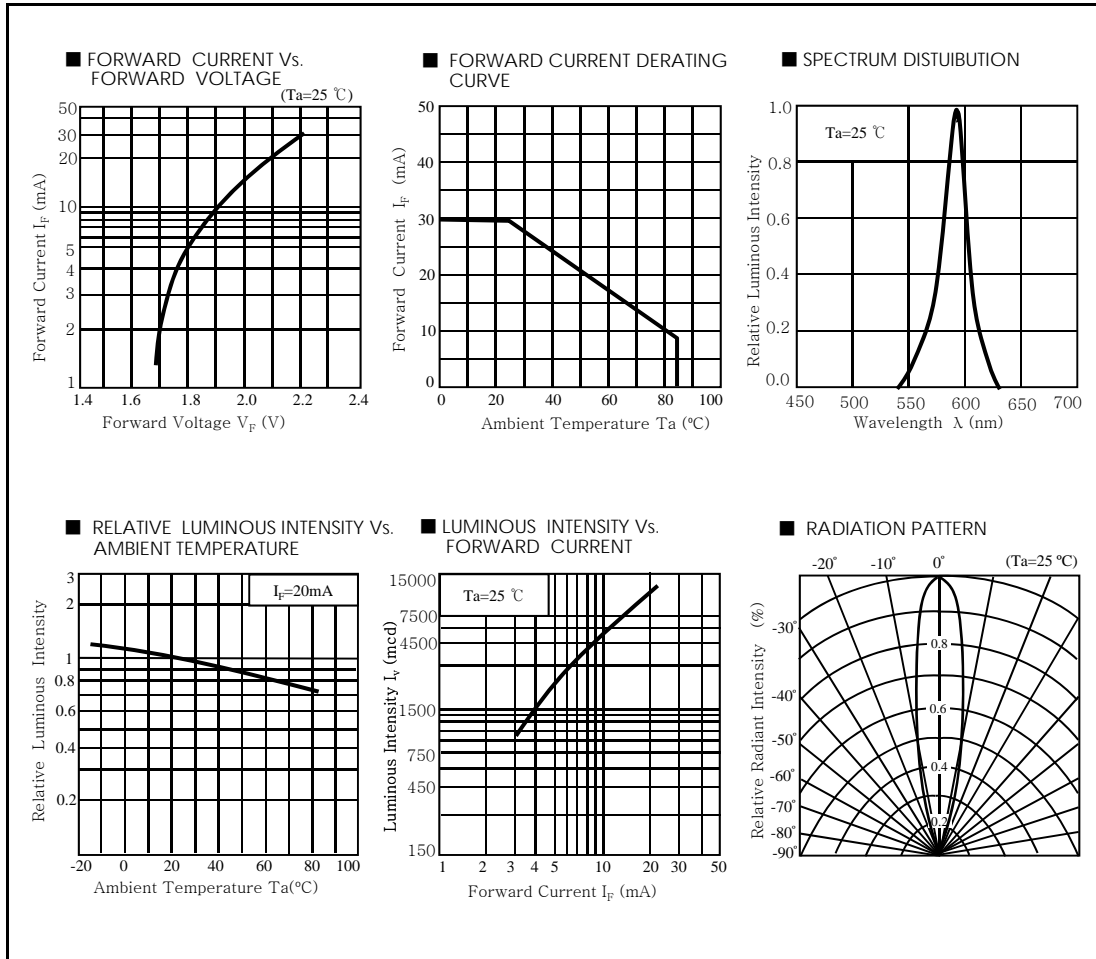 ■ FORWARD CURRENT Vs.
FORWARD VOLTAGE
(Ta=25 ℃)
50
30
20
10
5
4
3
2
1
Forward Current IF (mA)
1.4 1.6 1.8 2.0 2.2 2.4
Forward Voltage VF (V)
■ FORWARD CURRENT DERATING
CURVE
50
40
30
20
10
0
Forward Current IF (mA)
0 20 40 60 80 100
Ambient Temperature Ta (ºC)
■ SPECTRUM DISTUIBUTION
Ta=25 ℃
1.0
0.8
0.6
0.4
0.2
0.0
Relative Luminous Intensity
450 500 550 600 650 700
Wavelength λ (nm)
■ RELATIVE LUMINOUS INTENSITY Vs.
AMBIENT TEMPERATURE
IF=20mA
3
2
1
0.8
0.6
0.4
0.2
Relative Luminous Intensity
-20 0 20 40 60 80 100
Ambient Temperature Ta(ºC)
■ LUMINOUS INTENSITY Vs.
FORWARD CURRENT
Ta=25 ℃
15000
7500
4500
1500
750
450
150
Luminous Intensity Iv (mcd)
1 2 3 4 5 10 20 30 50
Forward Current IF (mA)
■ RADIATION PATTERN
-20° -10° 0° (Ta=25 ºC)
-30°
-40°
-50°
-60°
-70°
-80°
-90°
0.8
0.6
0.4
0.2
Relative Radiant Intensity (%)